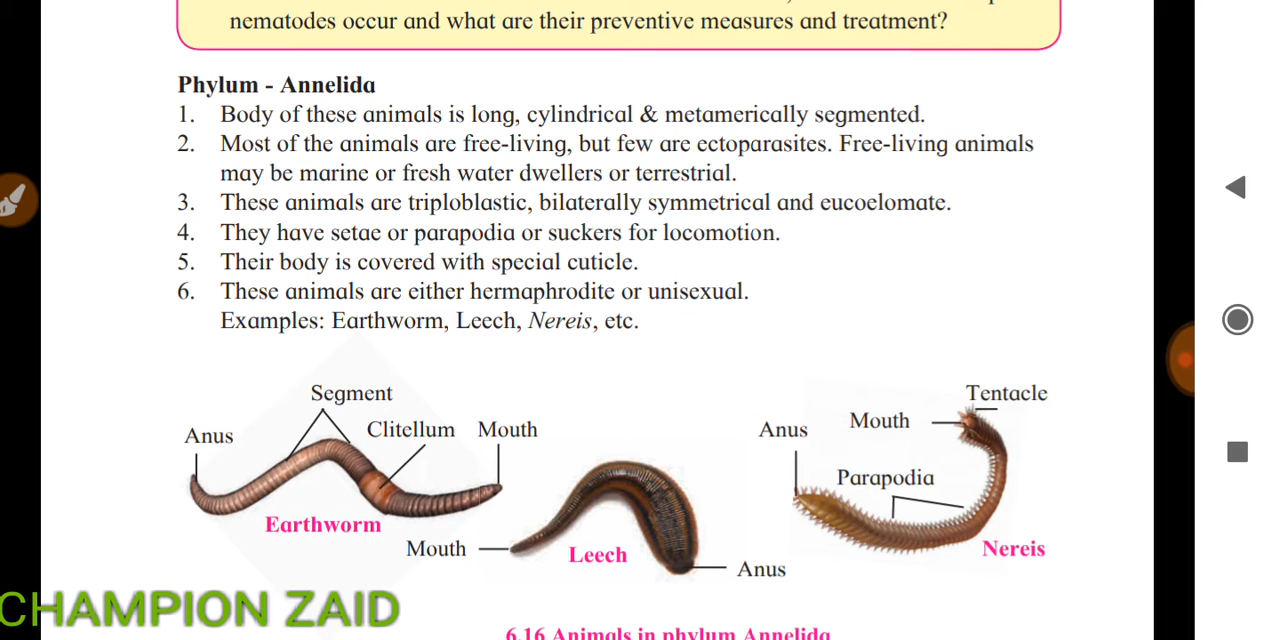 nematodes occur and what are their preventive measures and treatment?
Phylum - Annelida
1. Body of these animals is long, cylindrical & metamerically segmented.
2. Most of the animals are free-living, but few are ectoparasites. Free-living animals
may be marine or fresh water dwellers or terrestrial.
3. These animals are triploblastic, bilaterally symmetrical and eucoelomate.
4. They have setae or parapodia or suckers for locomotion.
5. Their body is covered with special cuticle.
6. These animals are either hermaphrodite or unisexual.
Examples: Earthworm, Leech, Nereis, etc.
Segment
Anus
Clitellum
Mouth
Earthworm
Mouth
Leech
Anus
Anus
Mouth
Tentacle
Parapodia
Nereis
CHAMPION ZAID
6.16 Animals in phylum Annelida